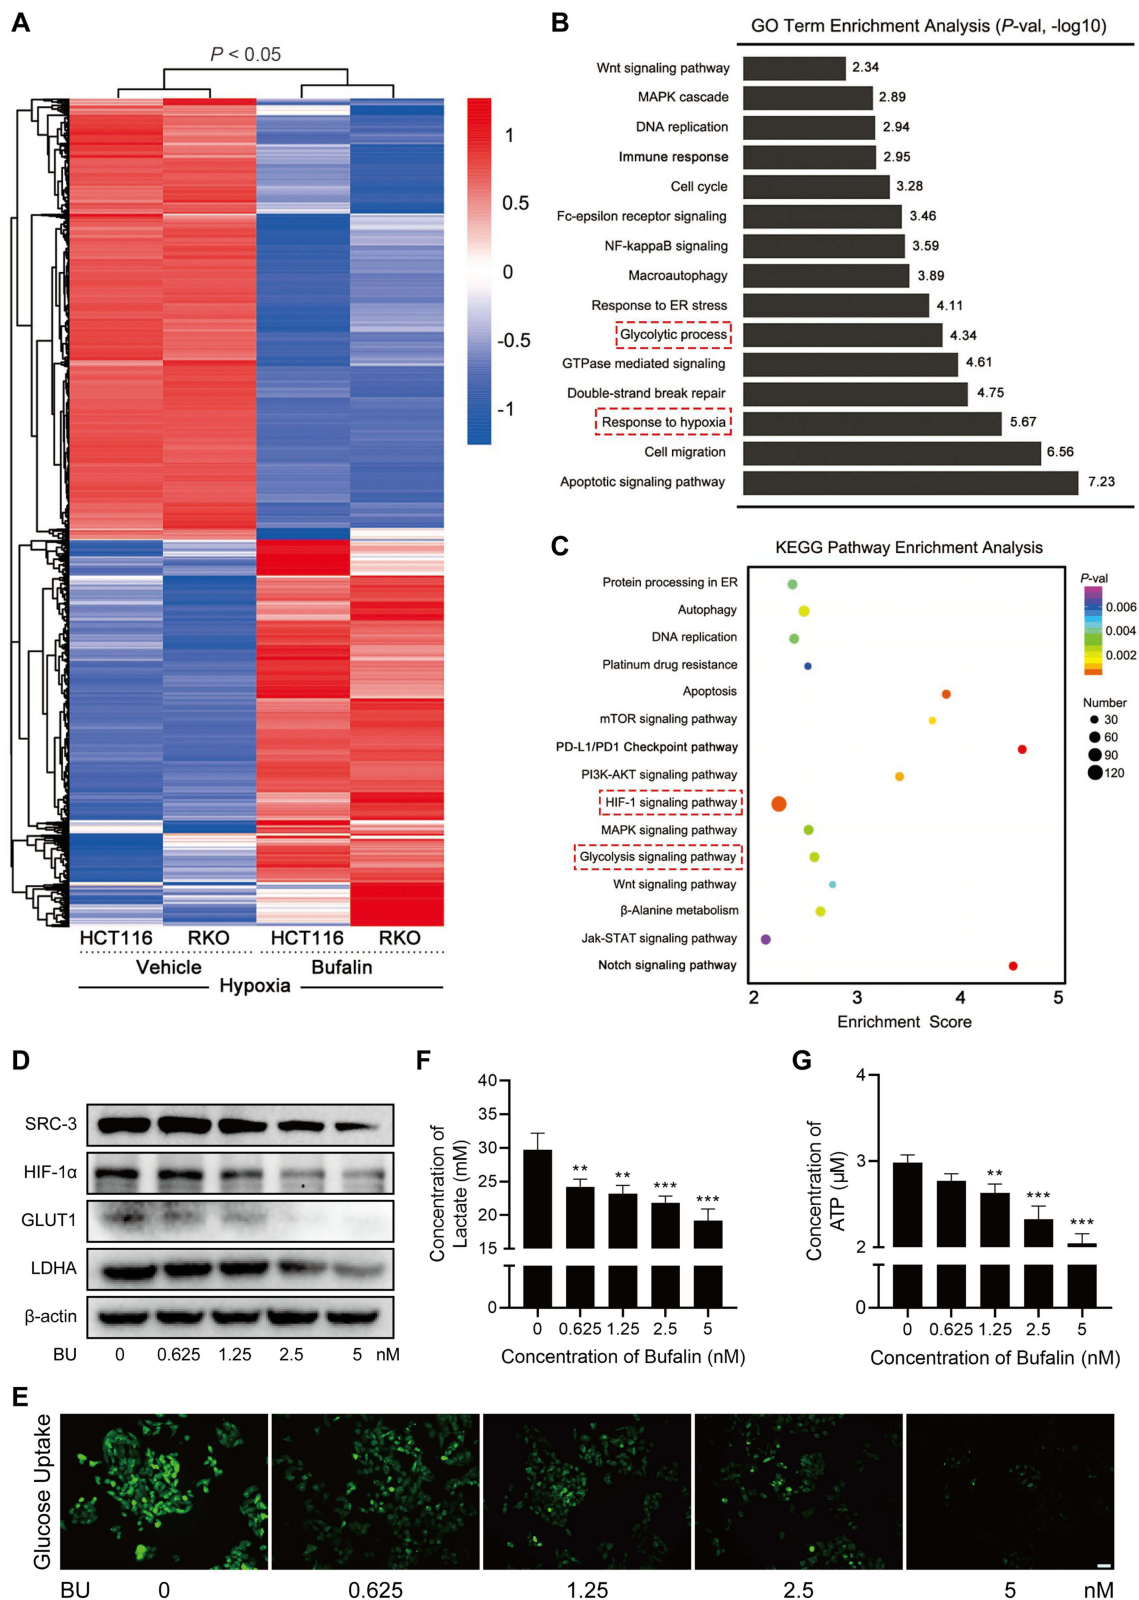 A
P < 0.05
1
0.5
0
-0.5
-1
HCT116 RKO HCT116 RKO
Vehicle Bufalin
Hypoxia
B
GO Term Enrichment Analysis (P-val, -log10)
Wnt signaling pathway 2.34
MAPK cascade 2.89
DNA replication 2.94
Immune response 2.95
Cell cycle 3.28
Fc-epsilon receptor signaling 3.46
NF-kappaB signaling 3.59
Macroautophagy 3.89
Response to ER stress 4.11
Glycolytic process 4.34
GTPase mediated signaling 4.61
Double-strand break repair 4.75
Response to hypoxia 5.67
Cell migration 6.56
Apoptotic signaling pathway 7.23
C
KEGG Pathway Enrichment Analysis
Protein processing in ER
Autophagy
DNA replication
Platinum drug resistance
Apoptosis
mTOR signaling pathway
PD-L1/PD1 Checkpoint pathway
PI3K-AKT signaling pathway
HIF-1 signaling pathway
MAPK signaling pathway
Glycolysis signaling pathway
Wnt signaling pathway
β-Alanine metabolism
Jak-STAT signaling pathway
Notch signaling pathway
2 3 4 5
Enrichment Score
P-val
0.006
0.004
0.002
Number
30
60
90
120
D
SRC-3
HIF-1α
GLUT1
LDHA
β-actin
BU 0 0.625 1.25 2.5 5 nM
F
Concentration of
Lactate (mM)
40
35
30
25
20
15
0
** ** *** ***
0 0.625 1.25 2.5 5
Concentration of Bufalin (nM)
G
Concentration of
ATP (μM)
4
3
2
0
** *** ***
0 0.625 1.25 2.5 5
Concentration of Bufalin (nM)
E
Glucose Uptake
BU 0 0.625 1.25 2.5 5 nM